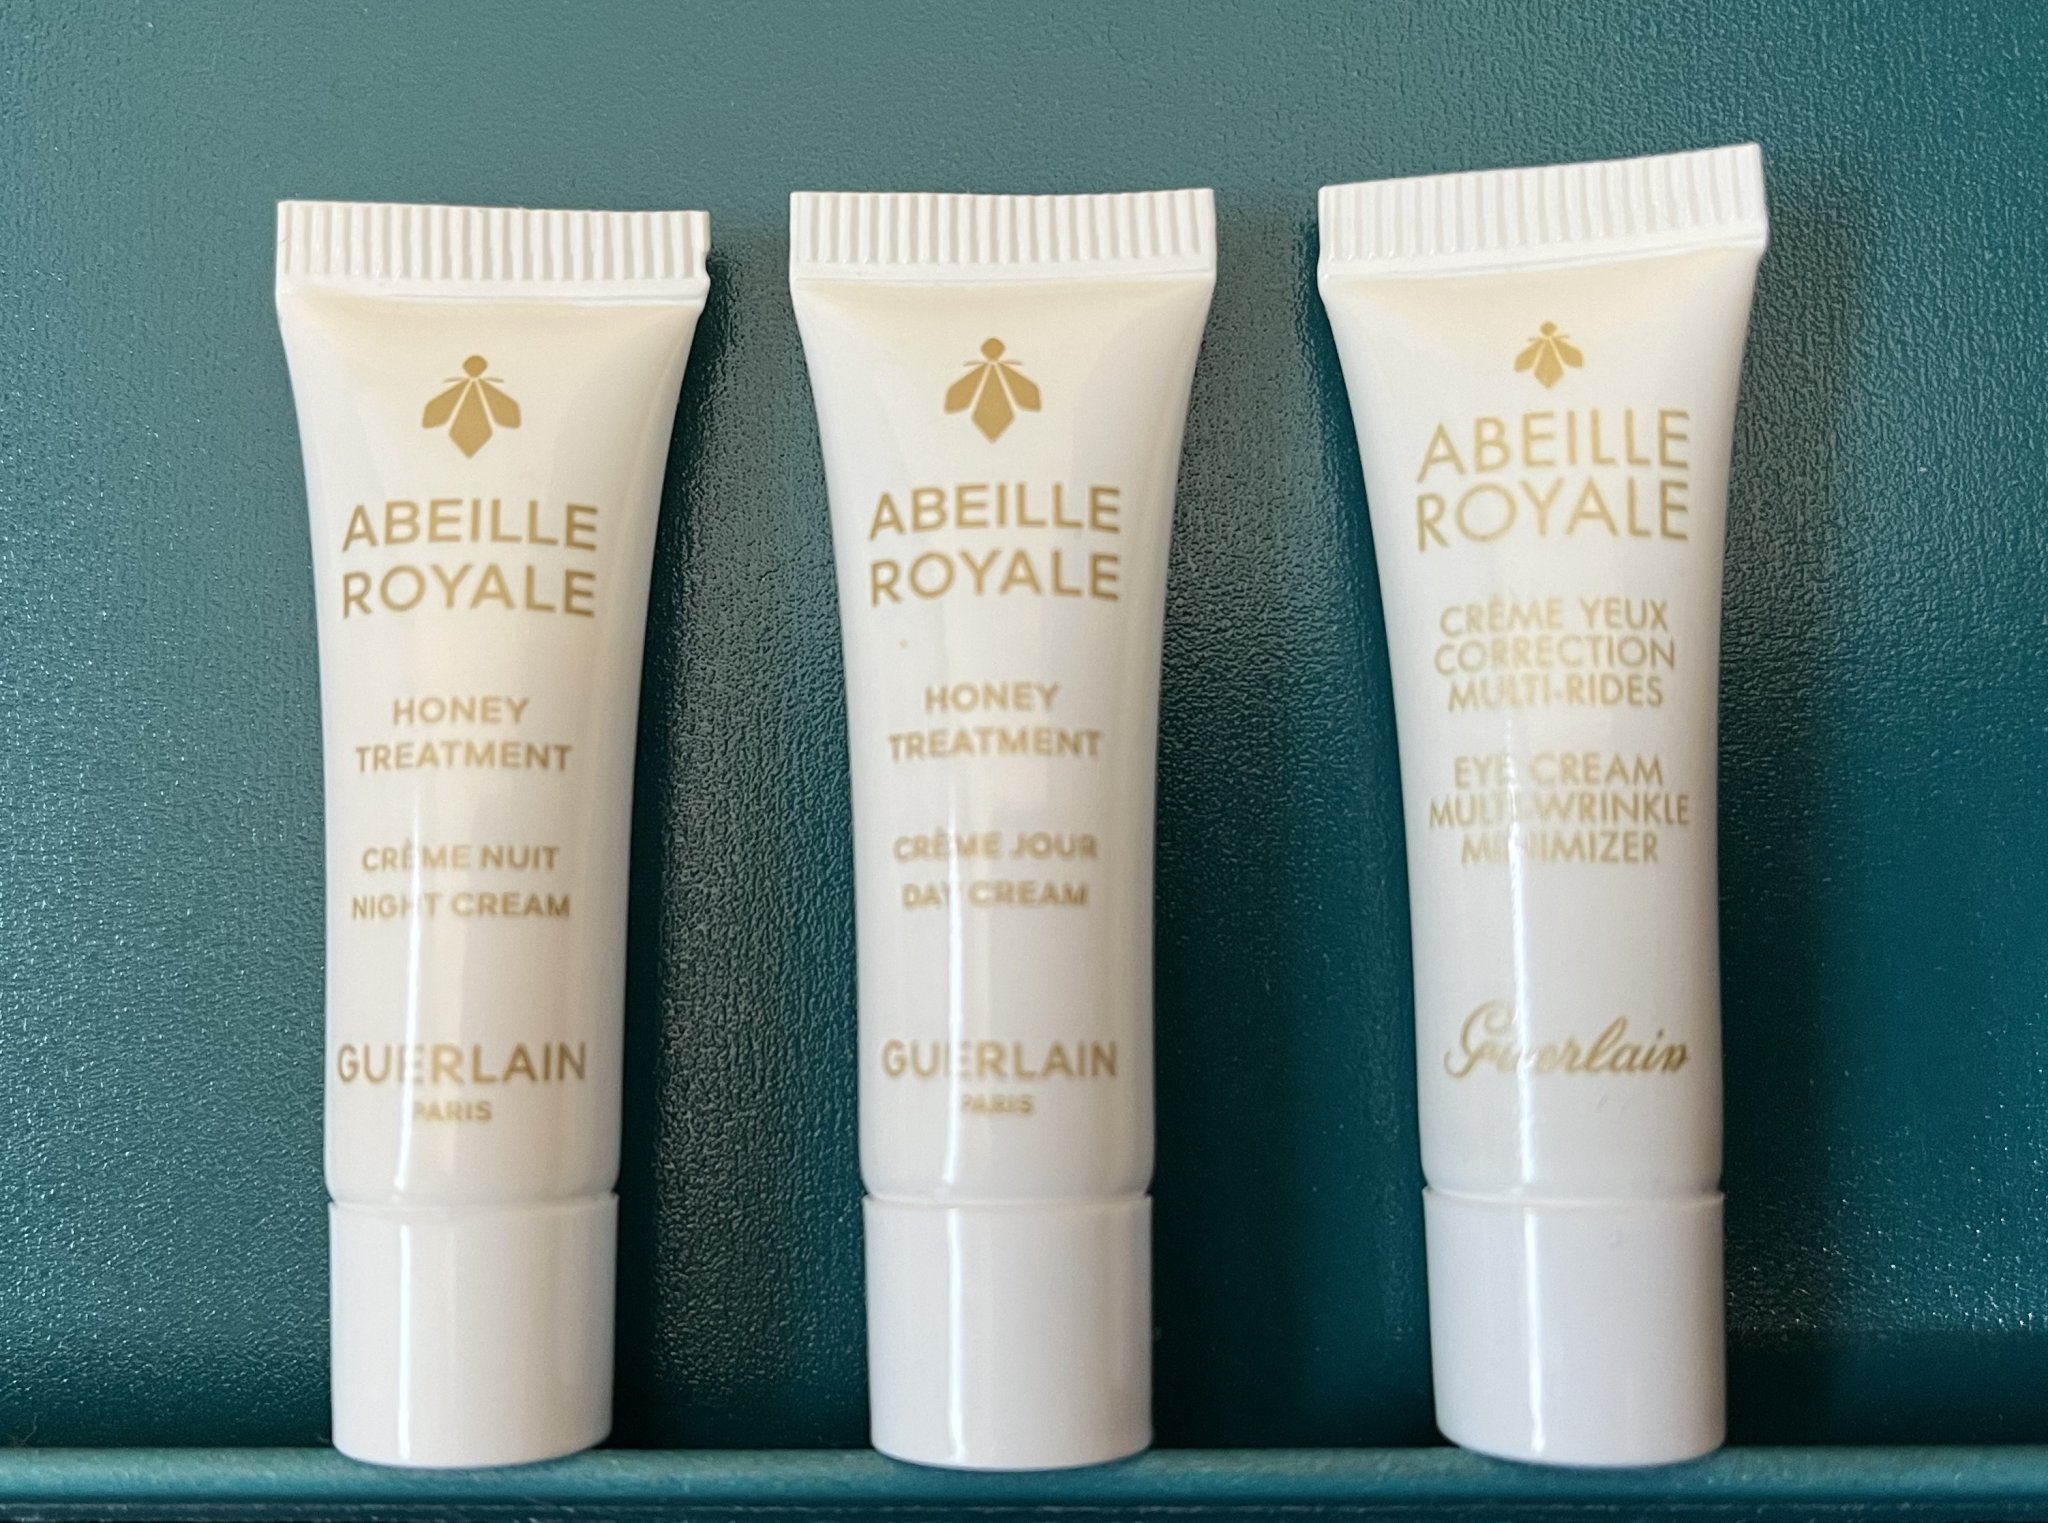 ABEILLE
ROYALE
HONEY
TREATMENT
CRÈME NUIT
NIGHT CREAM
GUERLAIN
PARIS
ABEILLE
ROYALE
HONEY
TREATMENT
CRÈME JOUR
DAY CREAM
GUERLAIN
PARIS
ABEILLE
ROYALE
CRÈME YEUX
CORRECTION
MULTI-RIDES
EYE CREAM
MULTI-WRINKLE
MINIMIZER
Guerlain